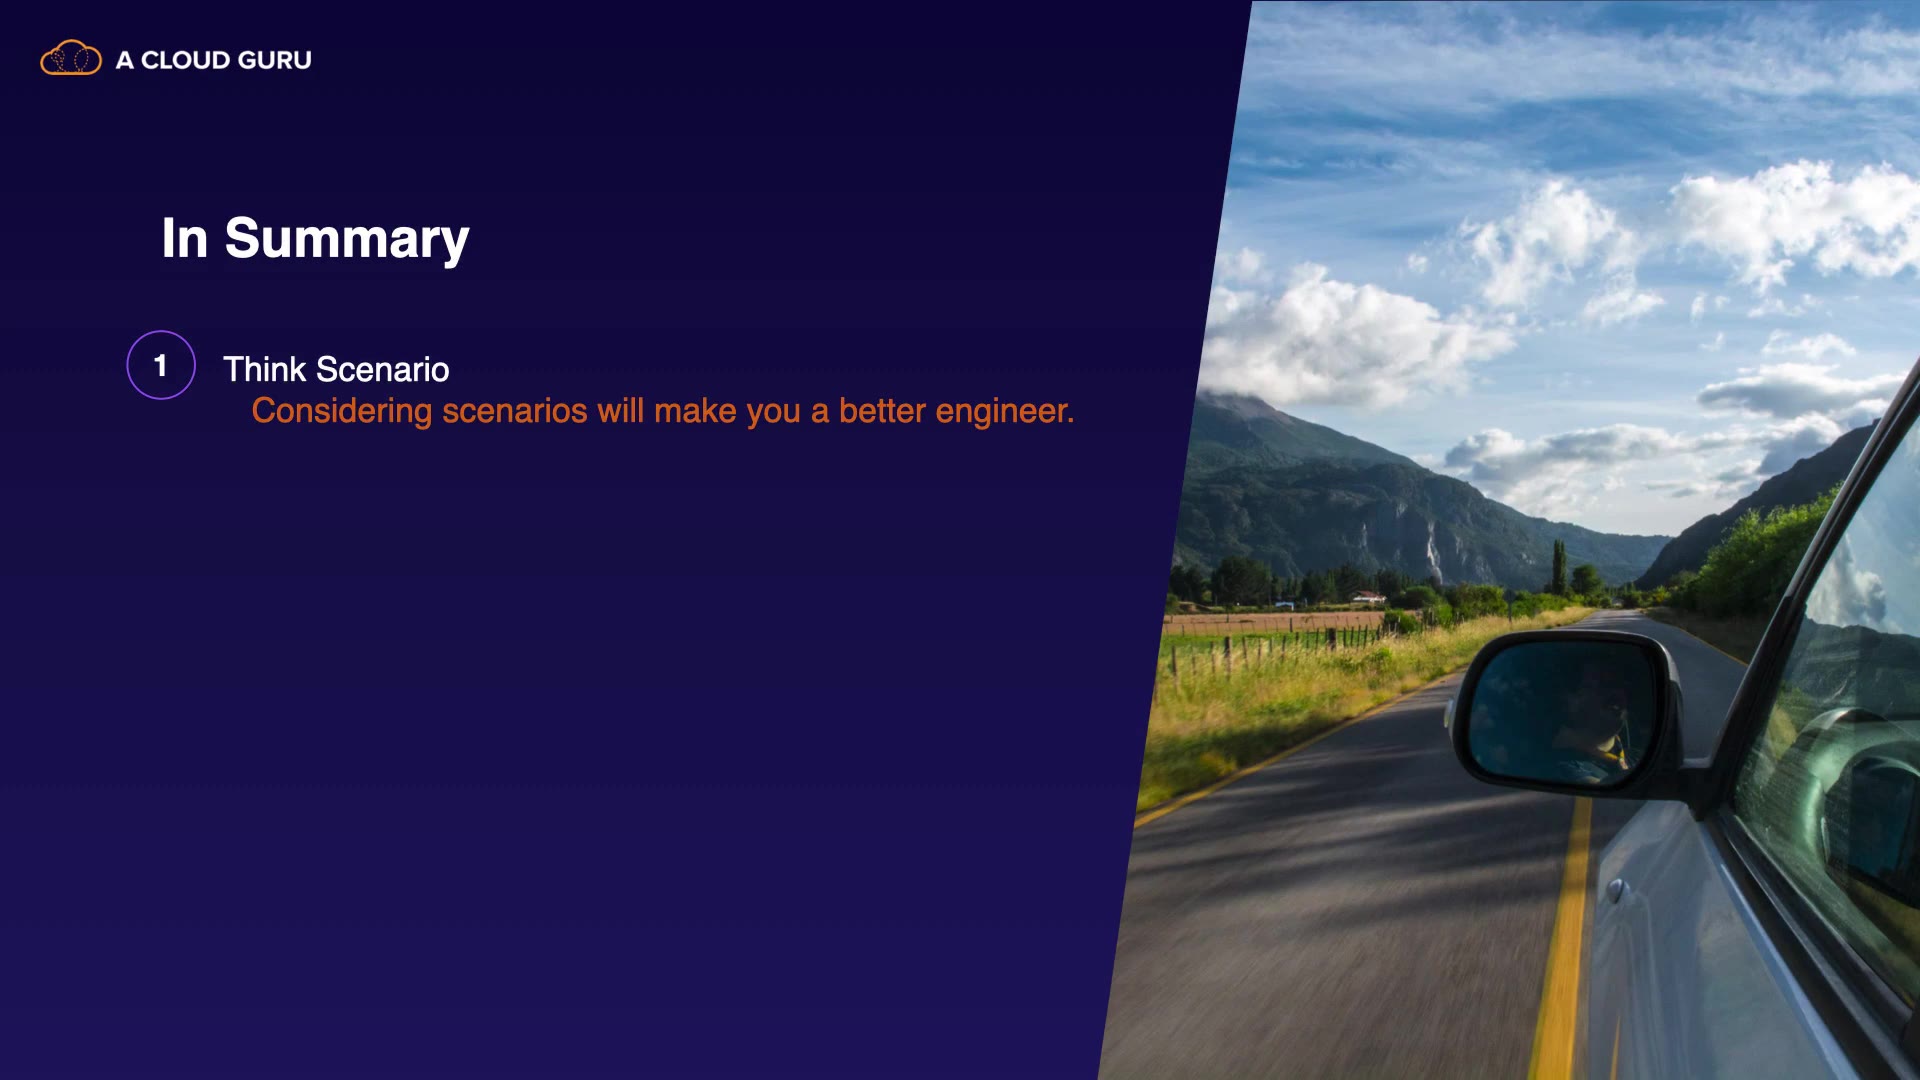 A CLOUD GURU
In Summary
1
Think Scenario
Considering scenarios will make you a better engineer.